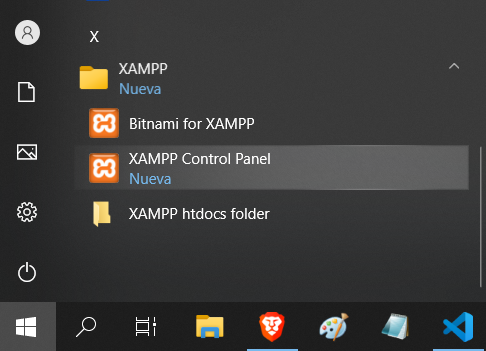 X
XAMPP
Nueva
Bitnami for XAMPP
XAMPP Control Panel
Nueva
XAMPP htdocs folder